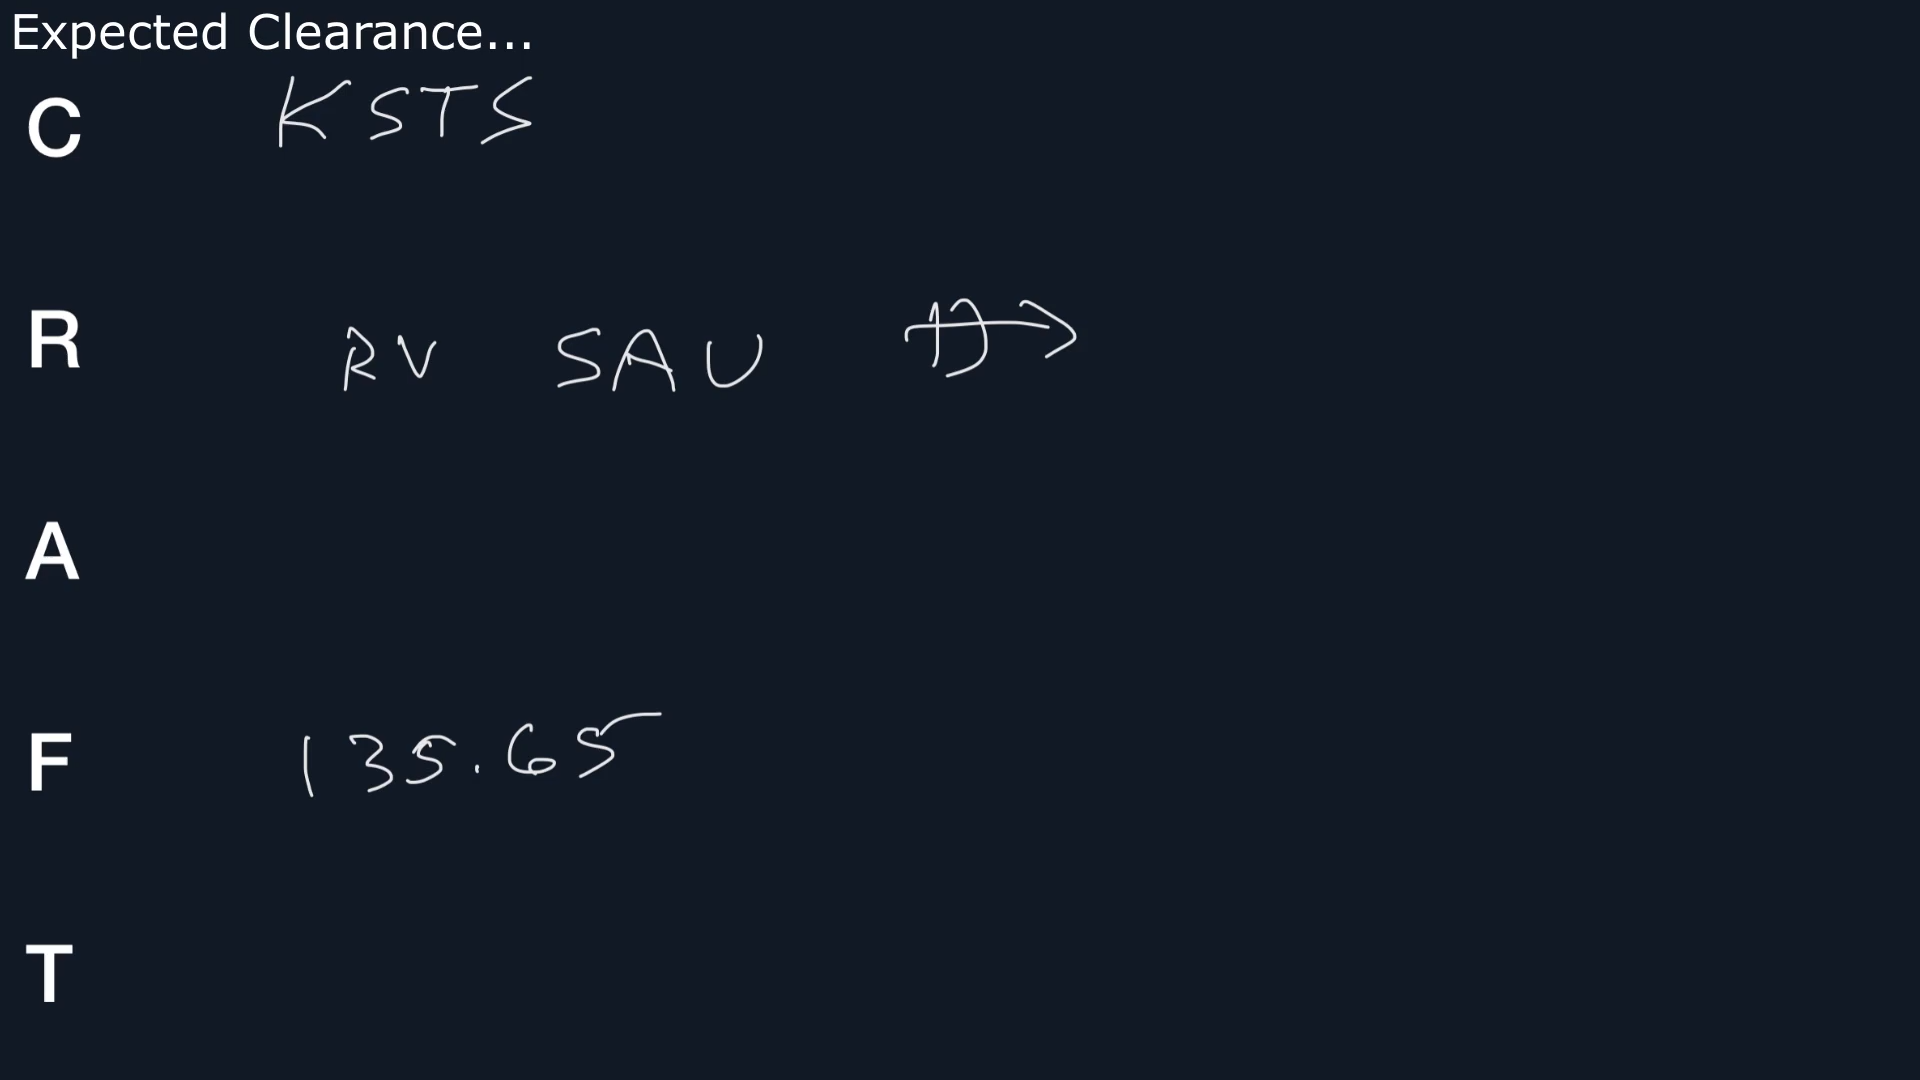 Expected Clearance...
C KSTS
R RV SAU D→
A
F 135.65
T